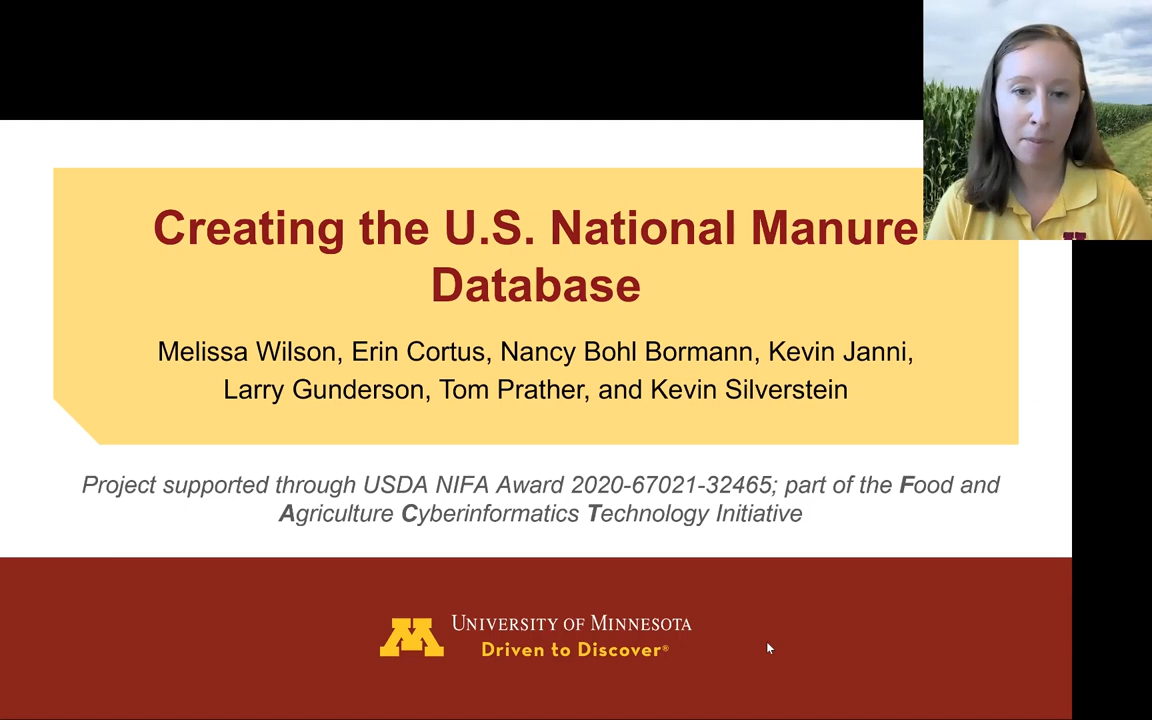 Creating the U.S. National Manure
Database
Melissa Wilson, Erin Cortus, Nancy Bohl Bormann, Kevin Janni,
Larry Gunderson, Tom Prather, and Kevin Silverstein
Project supported through USDA NIFA Award 2020-67021-32465; part of the Food and
Agriculture Cyberinformatics Technology Initiative
M UNIVERSITY OF MINNESOTA
Driven to Discover®